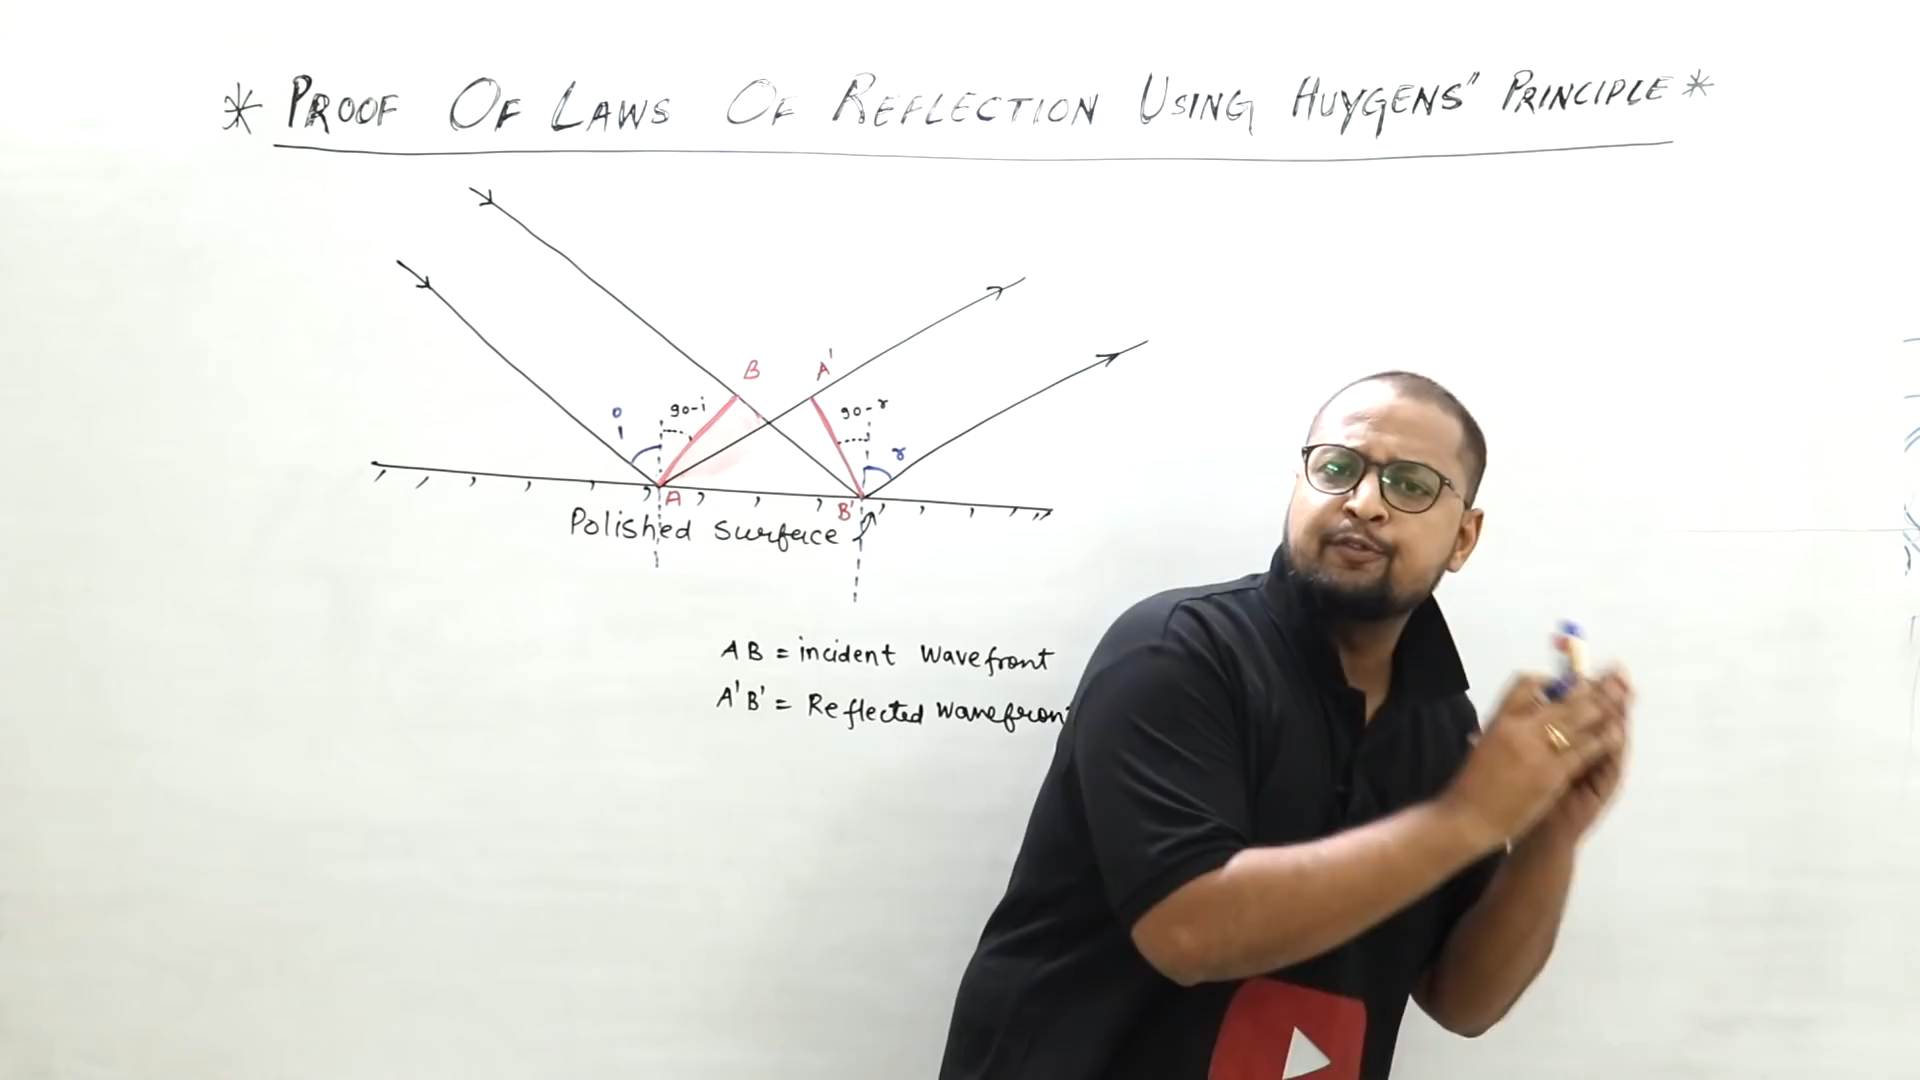 * PROOF OF LAWS OF REFLECTION USING HUYGENS" PRINCIPLE *
B A'
i 90-i 90-r r
A B'
Polished surface
AB = incident wavefront
A'B' = Reflected wavefront